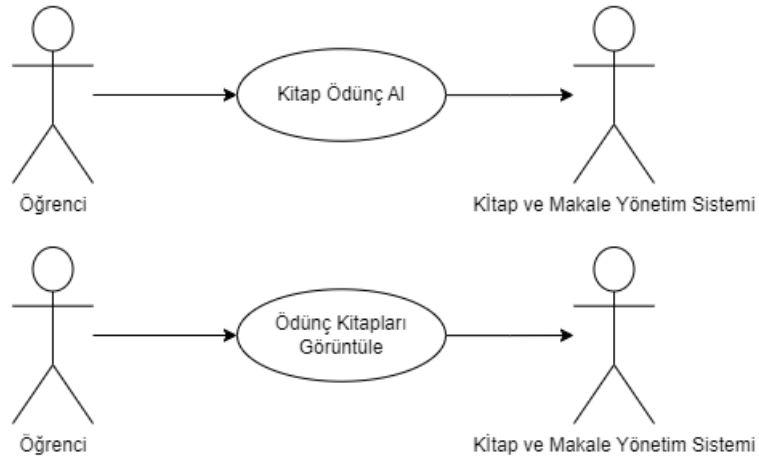 Kitap Ödünç Al
Öğrenci
Kİtap ve Makale Yönetim Sistemi
Ödünç Kitapları
Görüntüle
Öğrenci
Kİtap ve Makale Yönetim Sistemi